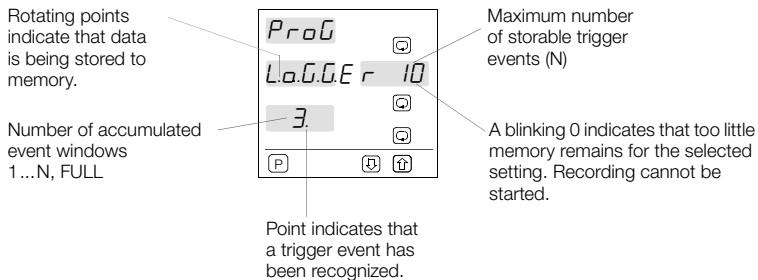 Rotating points
indicate that data
is being stored to
memory.
Number of accumulated
event windows
1...N, FULL
ProG
L.o.G.G.E r 10
3.
P
Maximum number
of storable trigger
events (N)
A blinking 0 indicates that too little
memory remains for the selected
setting. Recording cannot be
started.
Point indicates that
a trigger event has
been recognized.